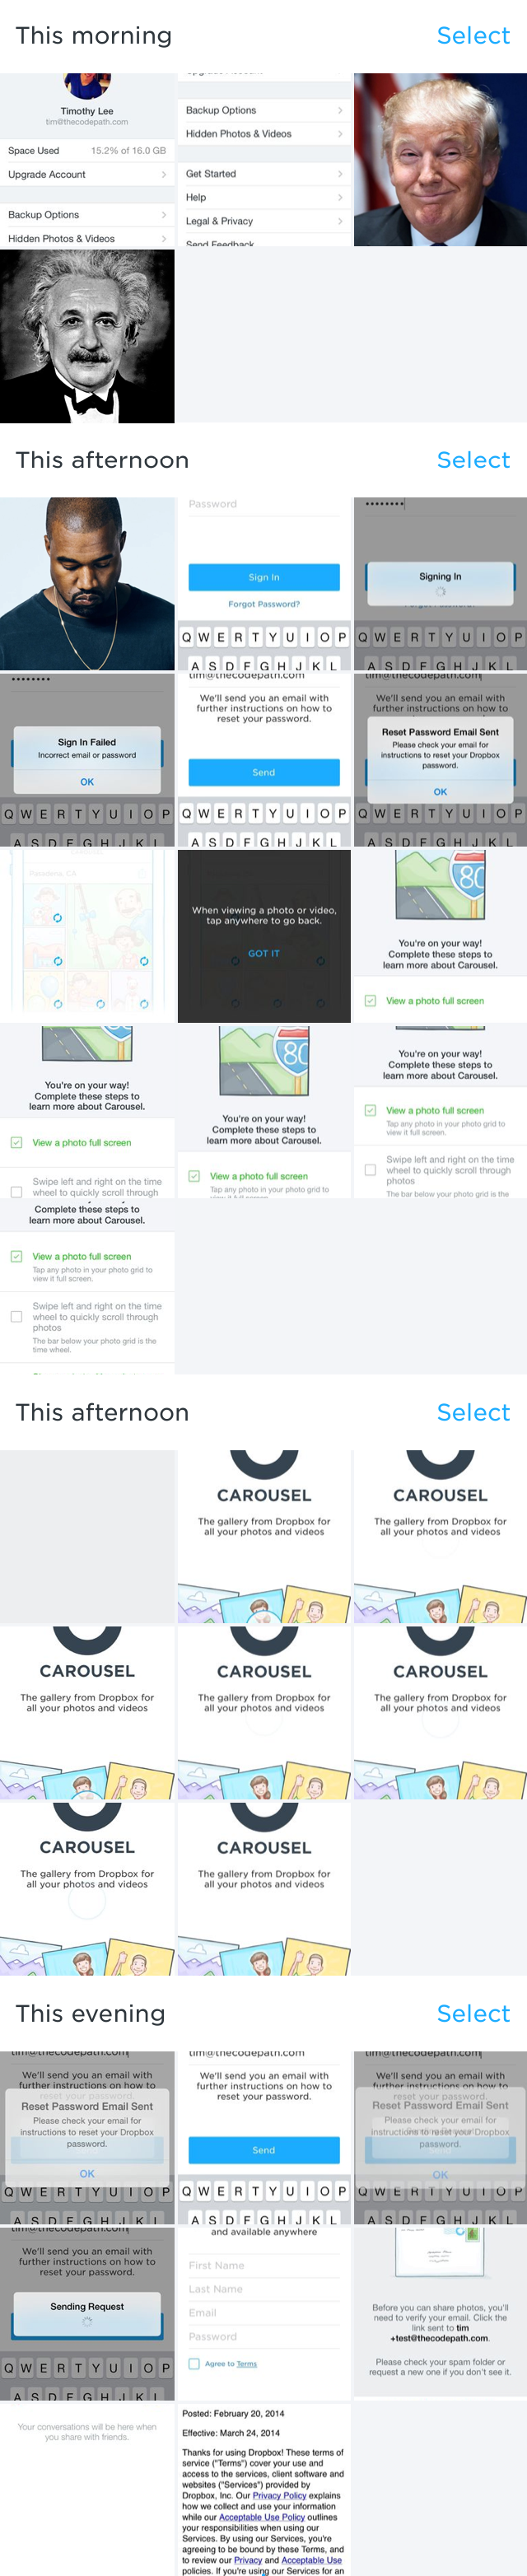 This morning
Select
Timothy Lee
tim@thecodepath.com
Space Used 15.2% of 16.0 GB
Upgrade Account
Backup Options
Hidden Photos & Videos
Upgrade Account
Backup Options
Hidden Photos & Videos
Get Started
Help
Legal & Privacy
Send Feedback
This afternoon
Select
Password
Sign In
Forgot Password?
Q W E R T Y U I O P
A S D F G H J K L
Signing In
Q W E R T Y U I O P
A S D F G H J K L
Sign In Failed
Incorrect email or password
OK
Q W E R T Y U I O P
A S D F G H J K L
tim@thecodepath.com
We'll send you an email with
further instructions on how to
reset your password.
Send
Q W E R T Y U I O P
A S D F G H J K L
tim@thecodepath.com
We'll send you an email with
further instructions on how to
Reset Password Email Sent
Please check your email for
instructions to reset your Dropbox
password.
OK
Q W E R T Y U I O P
A S D F G H J K L
Pasadena, CA
When viewing a photo or video,
tap anywhere to go back.
GOT IT
80
You're on your way!
Complete these steps to
learn more about Carousel.
View a photo full screen
80
You're on your way!
Complete these steps to
learn more about Carousel.
View a photo full screen
Swipe left and right on the time
wheel to quickly scroll through
80
You're on your way!
Complete these steps to
learn more about Carousel.
View a photo full screen
Tap any photo in your photo grid to
view it full screen.
You're on your way!
Complete these steps to
learn more about Carousel.
View a photo full screen
Tap any photo in your photo grid to
view it full screen.
Swipe left and right on the time
wheel to quickly scroll through
photos
The bar below your photo grid is the
Complete these steps to
learn more about Carousel.
View a photo full screen
Tap any photo in your photo grid to
view it full screen.
Swipe left and right on the time
wheel to quickly scroll through
photos
The bar below your photo grid is the
time wheel.
This afternoon
Select
CAROUSEL
The gallery from Dropbox for
all your photos and videos
CAROUSEL
The gallery from Dropbox for
all your photos and videos
CAROUSEL
The gallery from Dropbox for
all your photos and videos
CAROUSEL
The gallery from Dropbox for
all your photos and videos
CAROUSEL
The gallery from Dropbox for
all your photos and videos
CAROUSEL
The gallery from Dropbox for
all your photos and videos
CAROUSEL
The gallery from Dropbox for
all your photos and videos
This evening
Select
tim@thecodepath.com
We'll send you an email with
further instructions on how to
reset your password.
Reset Password Email Sent
Please check your email for
instructions to reset your Dropbox
password.
OK
Q W E R T Y U I O P
A S D F G H J K L
tim@thecodepath.com
We'll send you an email with
further instructions on how to
reset your password.
Send
Q W E R T Y U I O P
A S D F G H J K L
tim@thecodepath.com
We'll send you an email with
further instructions on how to
reset your password.
Reset Password Email Sent
Please check your email for
instructions to reset your Dropbox
password.
OK
Q W E R T Y U I O P
A S D F G H J K L
tim@thecodepath.com
We'll send you an email with
further instructions on how to
reset your password.
Sending Request
Q W E R T Y U I O P
A S D F G H J K L
and available anywhere
First Name
Last Name
Email
Password
Agree to Terms
Before you can share photos, you'll
need to verify your email. Click the
link sent to tim
+test@thecodepath.com.
Please check your spam folder or
request a new one if you don't see it.
Your conversations will be here when
you share with friends.
Posted: February 20, 2014
Effective: March 24, 2014
Thanks for using Dropbox! These terms of
service ("Terms") cover your use and
access to the services, client software and
websites ("Services") provided by
Dropbox, Inc. Our Privacy Policy explains
how we collect and use your information
while our Acceptable Use Policy outlines
your responsibilities when using our
Services. By using our Services, you're
agreeing to be bound by these Terms, and
to review our Privacy and Acceptable Use
policies. If you're using our Services for an